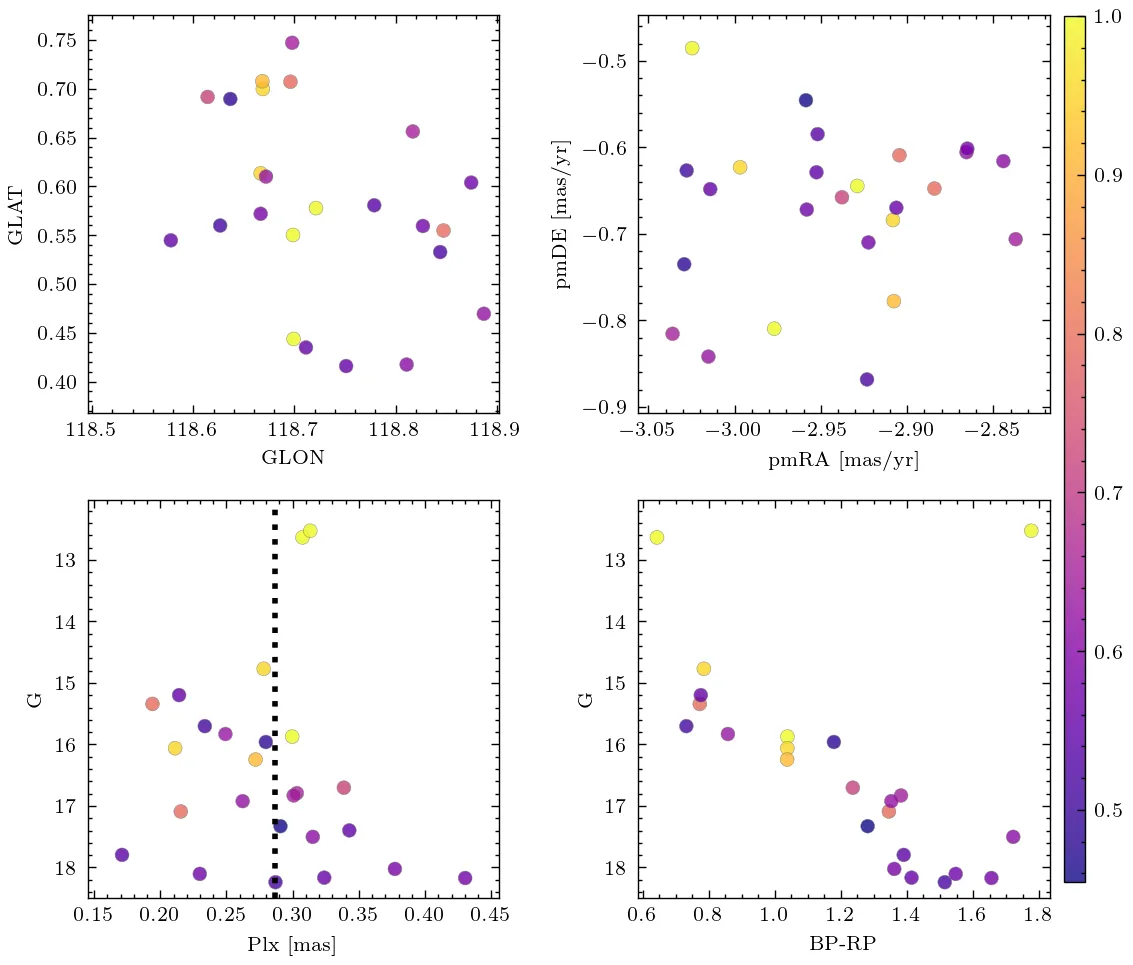 0.75
0.70
0.65
0.60
0.55
0.50
0.45
0.40
GLAT
118.5 118.6 118.7 118.8 118.9
GLON
−0.5
−0.6
−0.7
−0.8
−0.9
pmDE [mas/yr]
−3.05 −3.00 −2.95 −2.90 −2.85
pmRA [mas/yr]
13
14
15
16
17
18
G
0.15 0.20 0.25 0.30 0.35 0.40 0.45
Plx [mas]
13
14
15
16
17
18
G
0.6 0.8 1.0 1.2 1.4 1.6 1.8
BP-RP
1.0
0.9
0.8
0.7
0.6
0.5